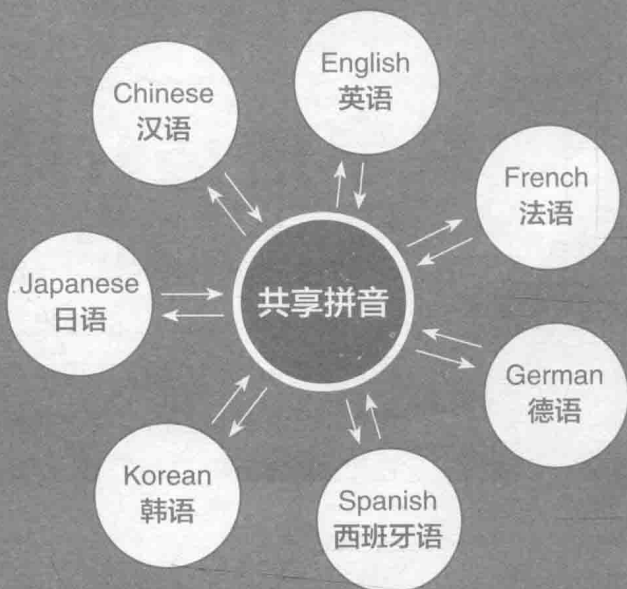 English
英语
Chinese
汉语
French
法语
Japanese
日语
共享拼音
German
德语
Korean
韩语
Spanish
西班牙语